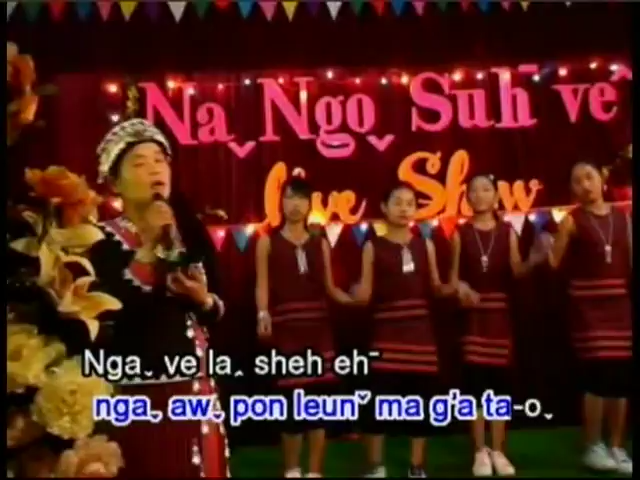 Na ˬ Ngo ˬ Suh ˉ ve ˆ
live Show
Nga ˬ ve la ˬ sheh eh ˉ
nga ˬ aw ˬ pon leun ˇ ma g'a ta-o ˬ